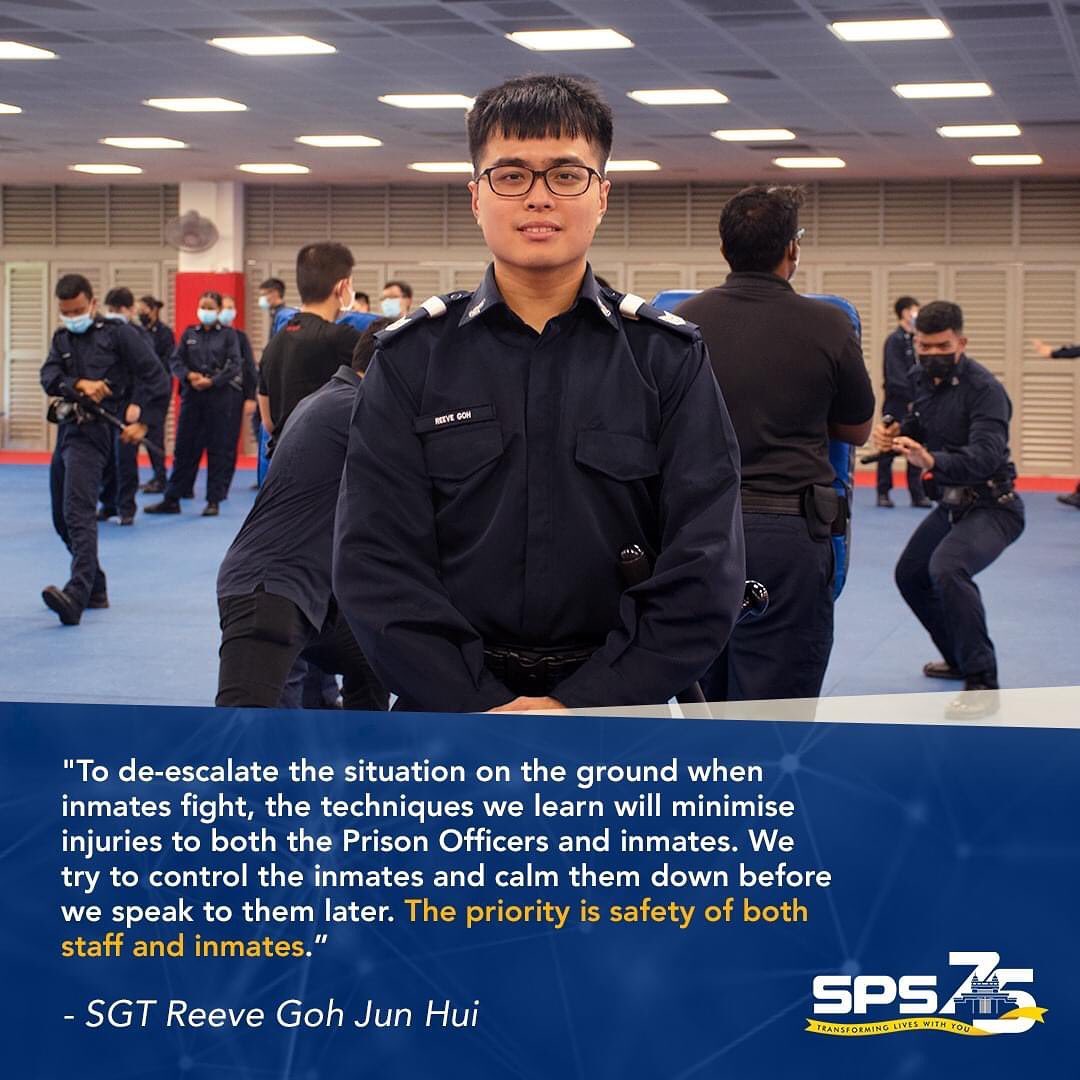 REEVE GOH
"To de-escalate the situation on the ground when
inmates fight, the techniques we learn will minimise
injuries to both the Prison Officers and inmates. We
try to control the inmates and calm them down before
we speak to them later. The priority is safety of both
staff and inmates.”
- SGT Reeve Goh Jun Hui
SPS75
TRANSFORMING LIVES WITH YOU